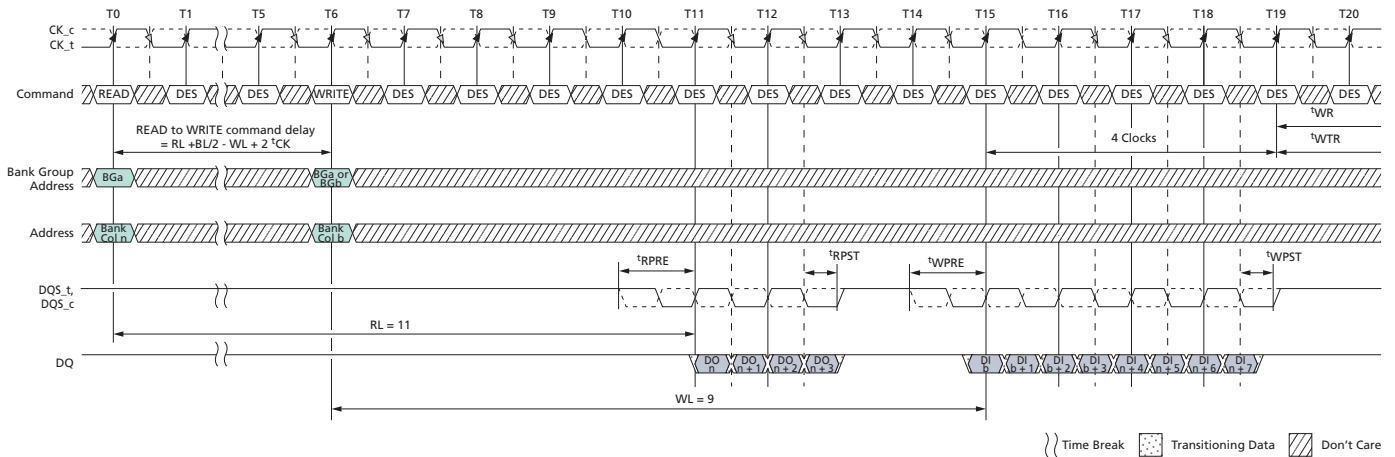 T0 T1 T5 T6 T7 T8 T9 T10 T11 T12 T13 T14 T15 T16 T17 T18 T19 T20
CK_c
CK_t
Command READ DES DES WRITE DES DES DES DES DES DES DES DES DES DES DES DES DES DES
tWR
READ to WRITE command delay
= RL +BL/2 - WL + 2 tCK
4 Clocks
tWTR
Bank Group
Address
BGa
BGa or
BGb
Address
Bank
Col n
Bank
Col b
tRPRE tRPST tWPRE tWPST
DQS_t,
DQS_c
RL = 11
DQ
DO
n
DO
n + 1
DO
n + 2
DO
n + 3
DI
b
DI
b + 1
DI
b + 2
DI
b + 3
DI
n + 4
DI
n + 5
DI
n + 6
DI
n + 7
WL = 9
Time Break Transitioning Data Don't Care